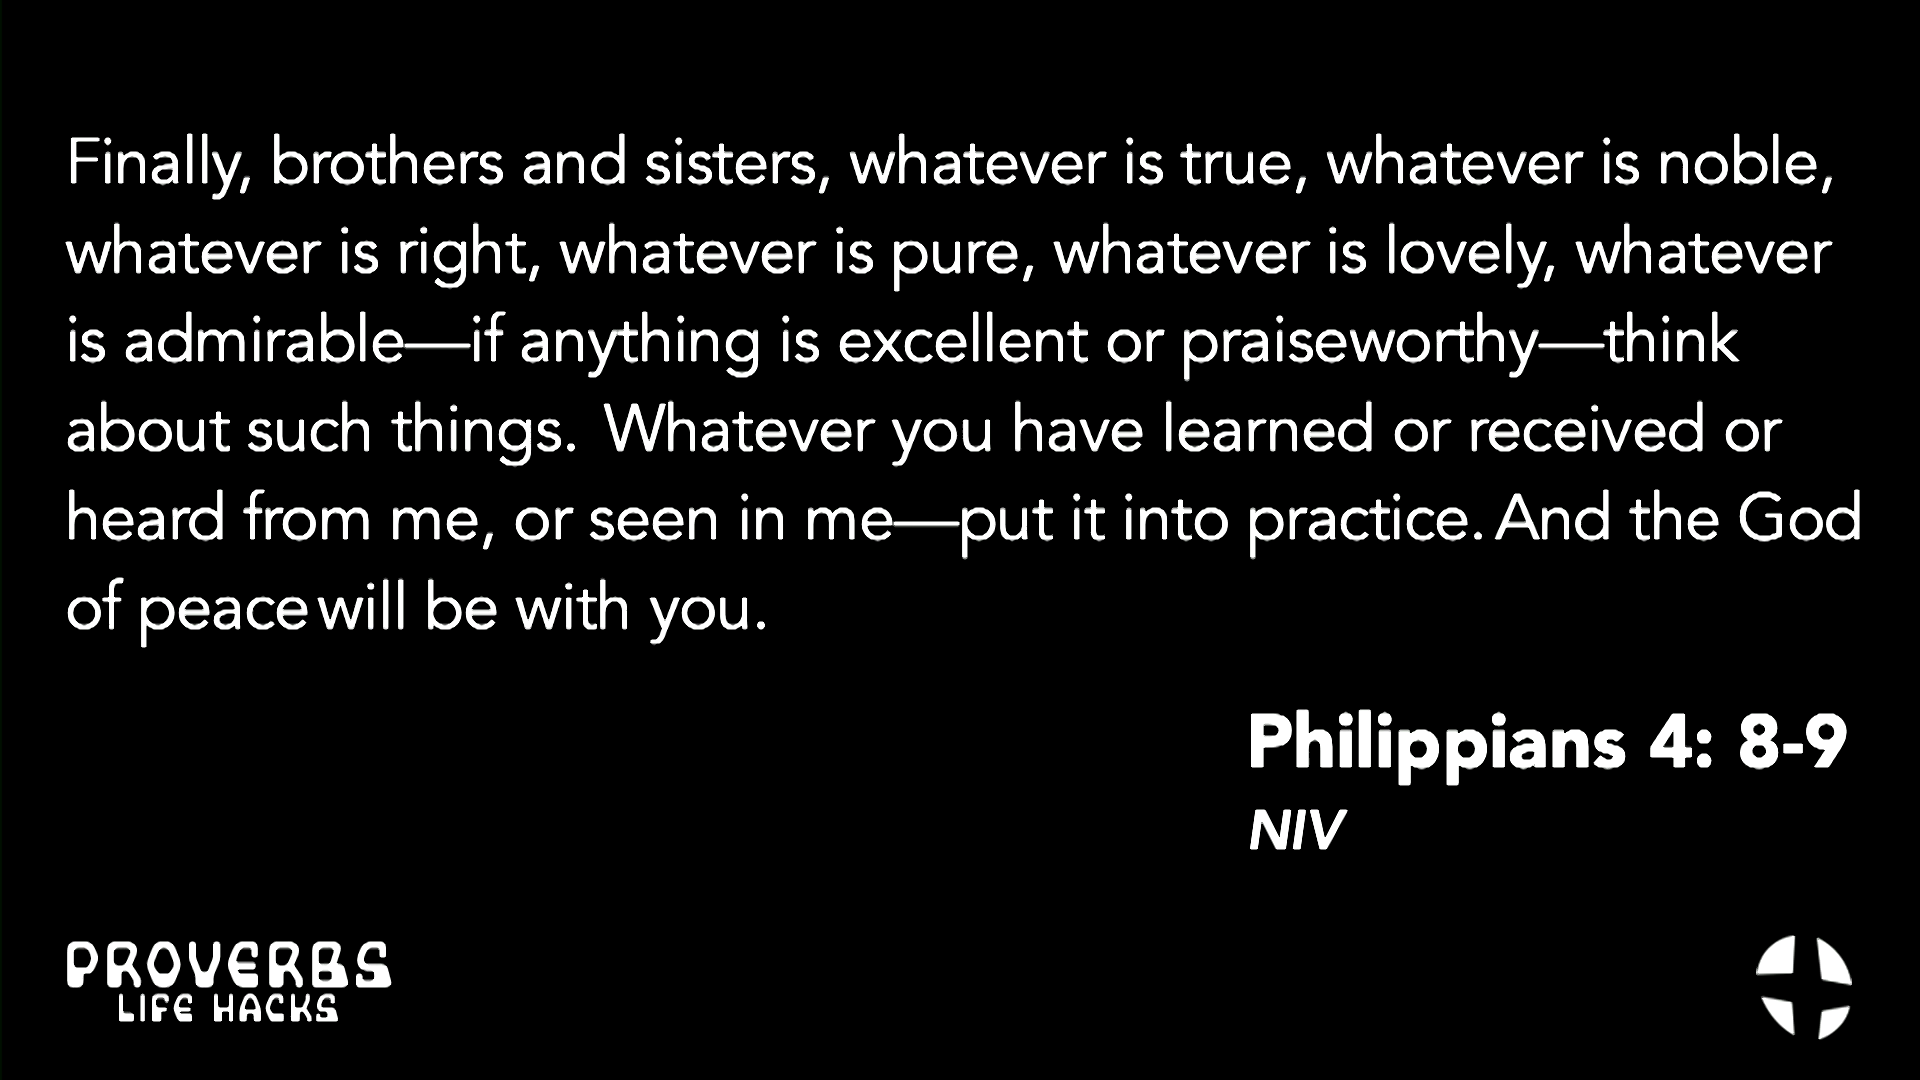 Finally, brothers and sisters, whatever is true, whatever is noble,
whatever is right, whatever is pure, whatever is lovely, whatever
is admirable—if anything is excellent or praiseworthy—think
about such things.  Whatever you have learned or received or
heard from me, or seen in me—put it into practice. And the God
of peace will be with you.
Philippians 4: 8-9
NIV
PROVERBS
LIFE HACKS